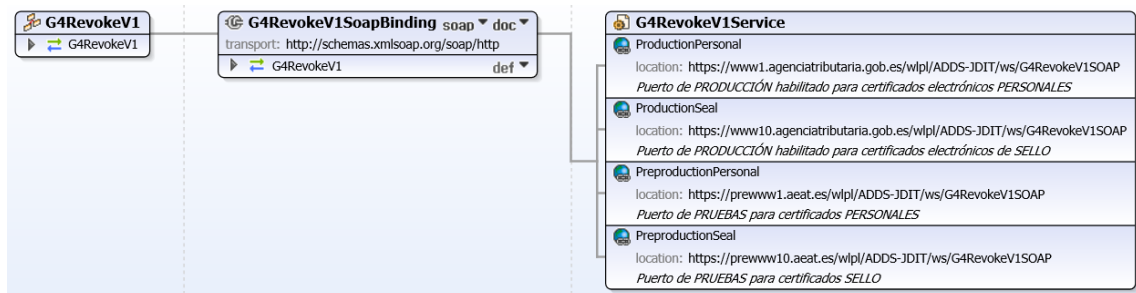 G4RevokeV1
G4RevokeV1
G4RevokeV1SoapBinding soap doc
transport: http://schemas.xmlsoap.org/soap/http
G4RevokeV1 def
G4RevokeV1Service
ProductionPersonal
location: https://www1.agenciatributaria.gob.es/wlpl/ADDS-JDIT/ws/G4RevokeV1SOAP
Puerto de PRODUCCIÓN habilitado para certificados electrónicos PERSONALES
ProductionSeal
location: https://www10.agenciatributaria.gob.es/wlpl/ADDS-JDIT/ws/G4RevokeV1SOAP
Puerto de PRODUCCIÓN habilitado para certificados electrónicos de SELLO
PreproductionPersonal
location: https://prewww1.aeat.es/wlpl/ADDS-JDIT/ws/G4RevokeV1SOAP
Puerto de PRUEBAS para certificados PERSONALES
PreproductionSeal
location: https://prewww10.aeat.es/wlpl/ADDS-JDIT/ws/G4RevokeV1SOAP
Puerto de PRUEBAS para certificados SELLO